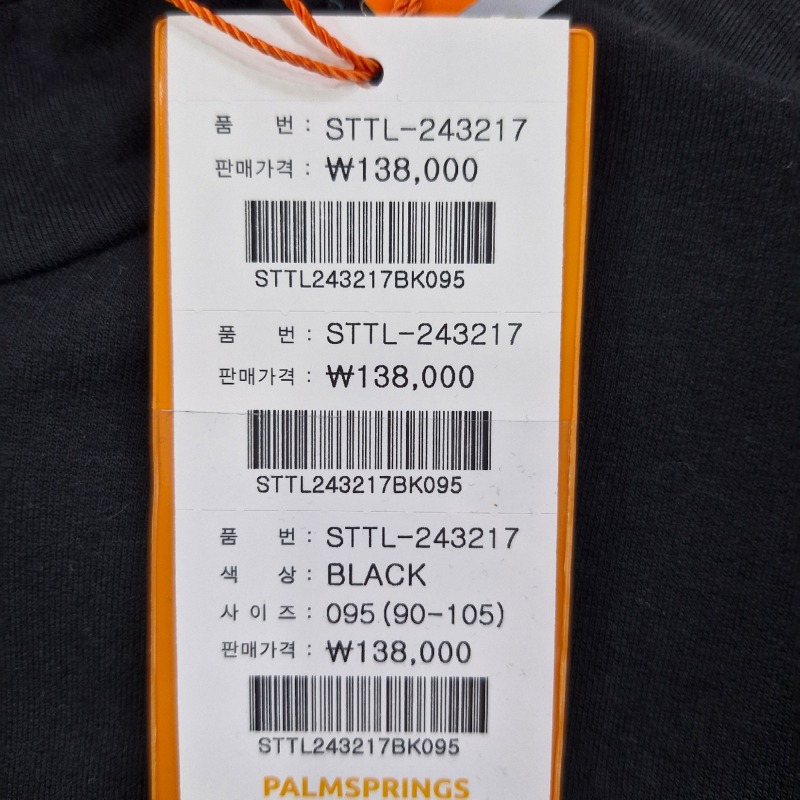 품 번 : STTL-243217
판매가격 : ₩138,000
STTL243217BK095
품 번 : STTL-243217
판매가격 : ₩138,000
STTL243217BK095
품 번 : STTL-243217
색 상 : BLACK
사 이 즈 : 095(90-105)
판매가격 : ₩138,000
STTL243217BK095
PALMSPRINGS